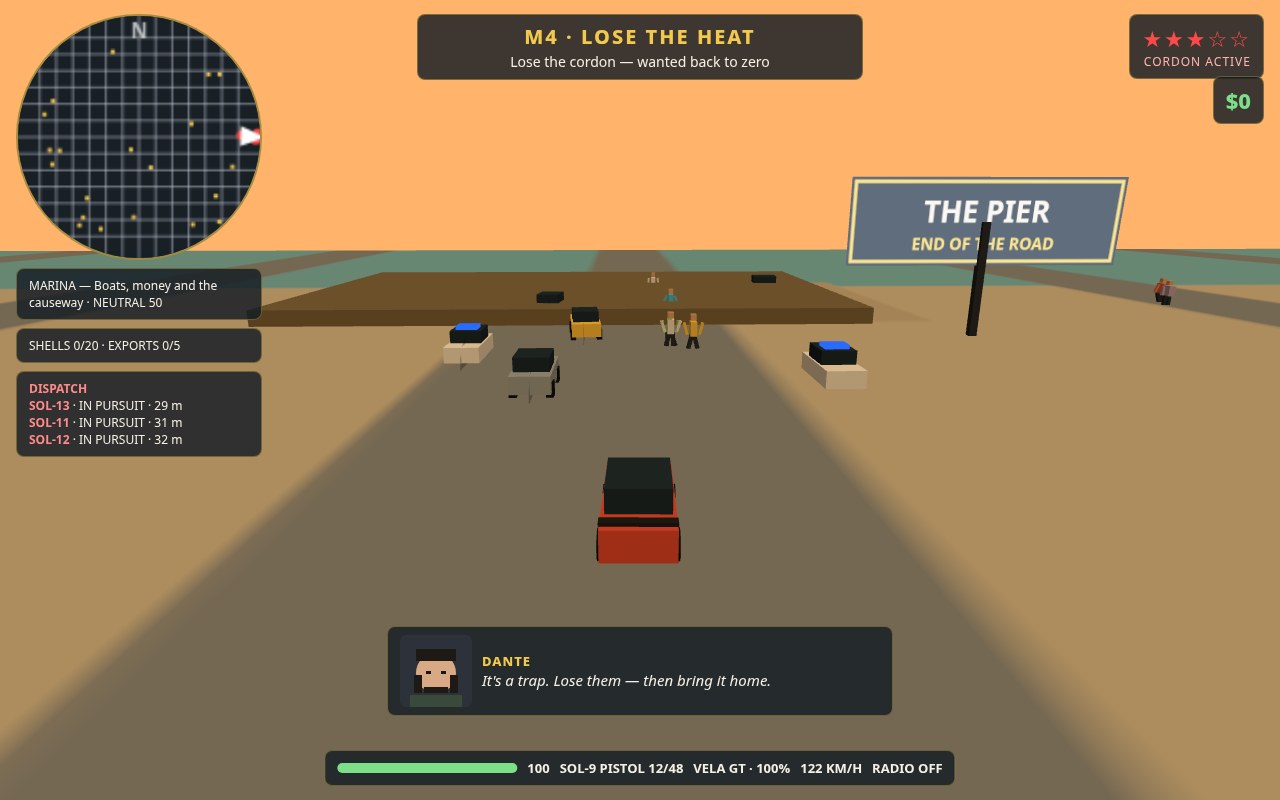 N
M4 · LOSE THE HEAT
Lose the cordon — wanted back to zero
★★★☆☆
CORDON ACTIVE
$0
THE PIER
END OF THE ROAD
MARINA — Boats, money and the
causeway · NEUTRAL 50
SHELLS 0/20 · EXPORTS 0/5
DISPATCH
SOL-13 · IN PURSUIT · 29 m
SOL-11 · IN PURSUIT · 31 m
SOL-12 · IN PURSUIT · 32 m
DANTE
It's a trap. Lose them — then bring it home.
100 SOL-9 PISTOL 12/48 VELA GT · 100% 122 KM/H RADIO OFF